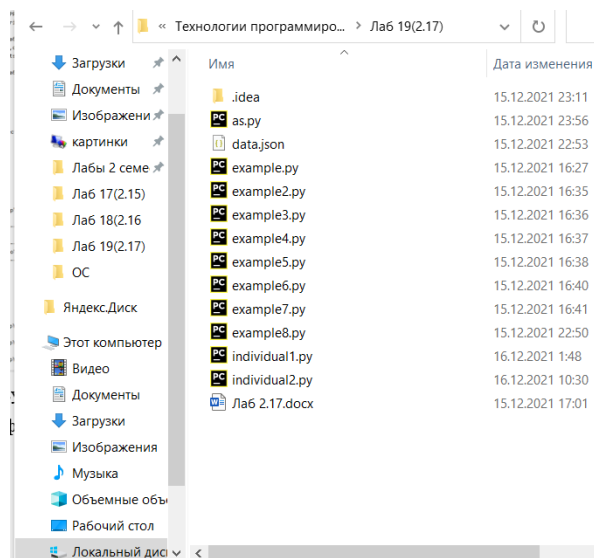 « Технологии программиро... > Лаб 19(2.17)
Имя
Дата изменения
Загрузки
Документы
Изображени
картинки
Лабы 2 семе
Лаб 17(2.15)
Лаб 18(2.16
Лаб 19(2.17)
ОС
Яндекс.Диск
Этот компьютер
Видео
Документы
Загрузки
Изображения
Музыка
Объемные объ
Рабочий стол
Локальный дис
.idea 15.12.2021 23:11
as.py 15.12.2021 23:56
data.json 15.12.2021 22:53
example.py 15.12.2021 16:27
example2.py 15.12.2021 16:35
example3.py 15.12.2021 16:36
example4.py 15.12.2021 16:37
example5.py 15.12.2021 16:38
example6.py 15.12.2021 16:40
example7.py 15.12.2021 16:41
example8.py 15.12.2021 22:50
individual1.py 16.12.2021 1:48
individual2.py 16.12.2021 10:30
Лаб 2.17.docx 15.12.2021 17:01